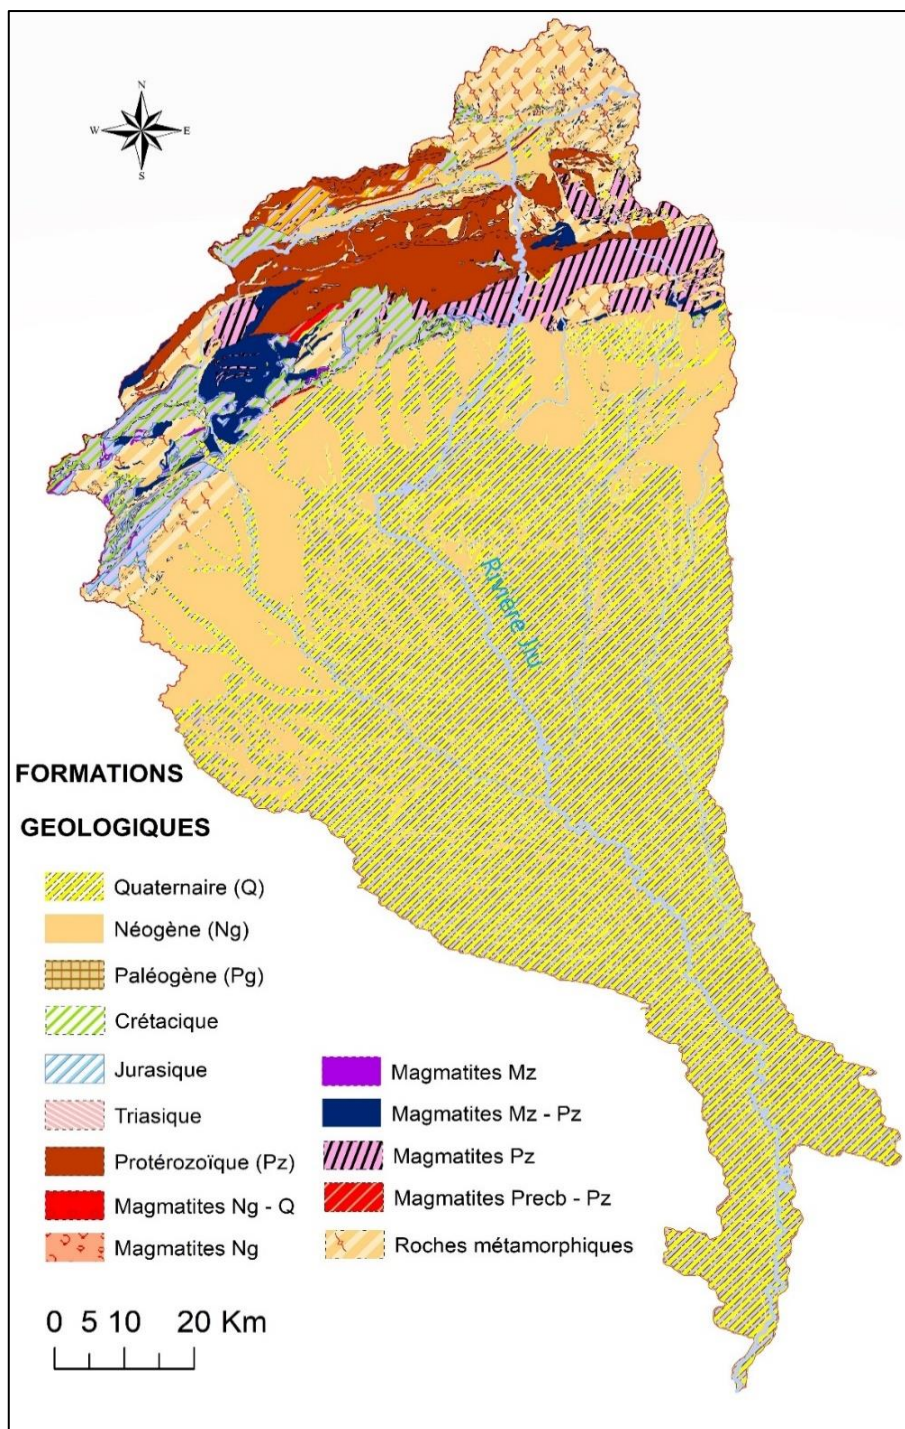 N
W E
S
Rivière Jiu
FORMATIONS
GEOLOGIQUES
Quaternaire (Q)
Néogène (Ng)
Paléogène (Pg)
Crétacique
Jurasique
Triasique
Protérozoïque (Pz)
Magmatites Ng - Q
Magmatites Ng
Magmatites Mz
Magmatites Mz - Pz
Magmatites Pz
Magmatites Precb - Pz
Roches métamorphiques
0 5 10 20 Km